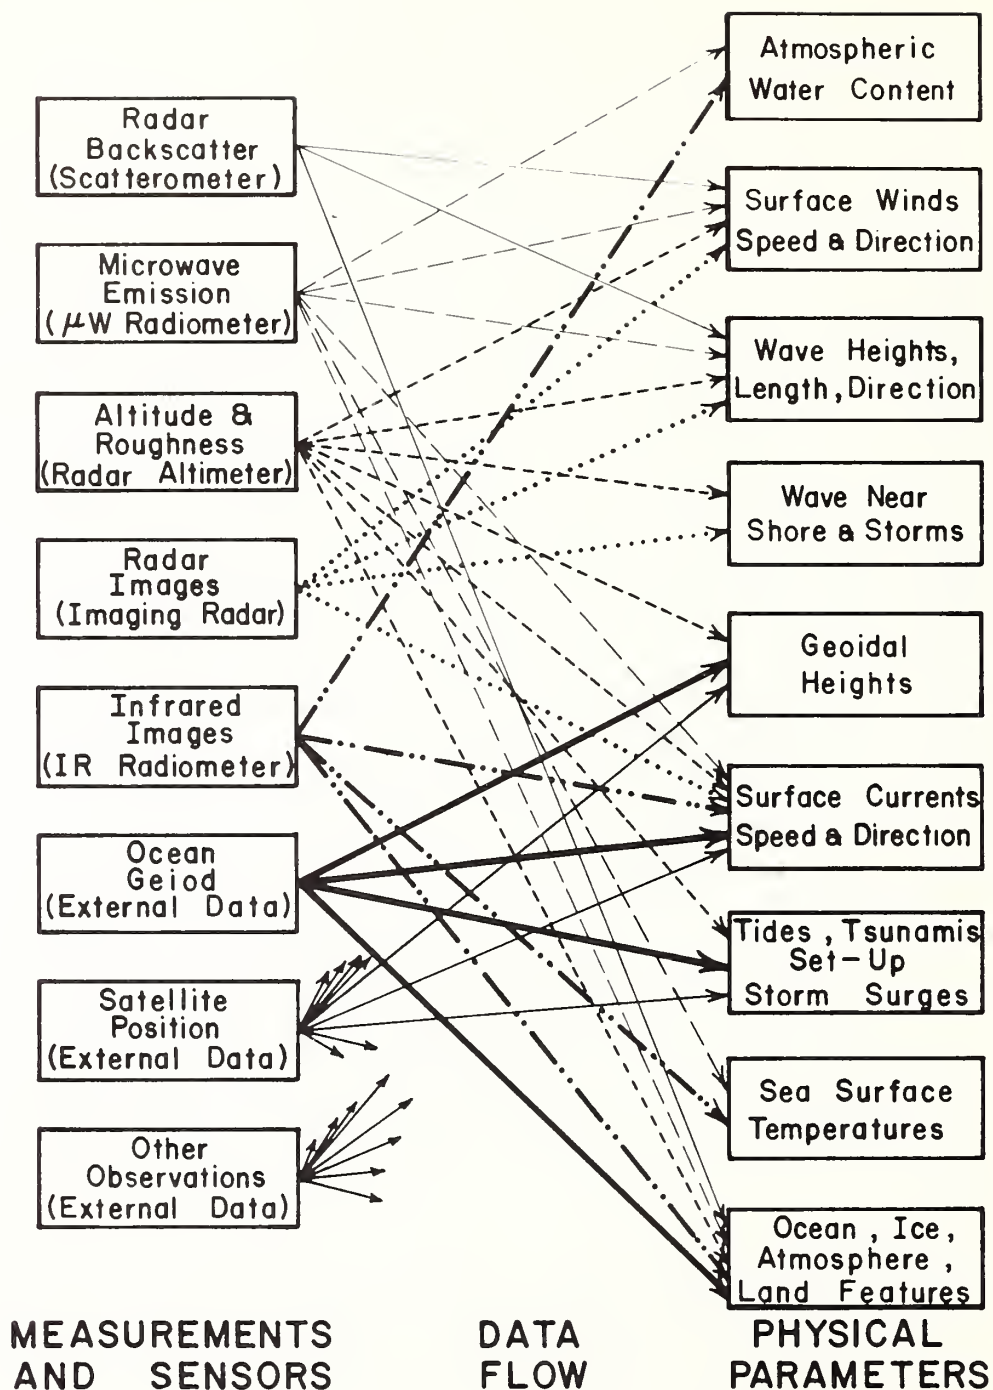 Radar
Backscatter
(Scatterometer)
Microwave
Emission
(μW Radiometer)
Altitude &
Roughness
(Radar Altimeter)
Radar
Images
(Imaging Radar)
Infrared
Images
(IR Radiometer)
Ocean
Geiod
(External Data)
Satellite
Position
(External Data)
Other
Observations
(External Data)
MEASUREMENTS
AND SENSORS
DATA
FLOW
Atmospheric
Water Content
Surface Winds
Speed & Direction
Wave Heights,
Length, Direction
Wave Near
Shore & Storms
Geoidal
Heights
Surface Currents
Speed & Direction
Tides, Tsunamis
Set-Up
Storm Surges
Sea Surface
Temperatures
Ocean, Ice,
Atmosphere,
Land Features
PHYSICAL
PARAMETERS